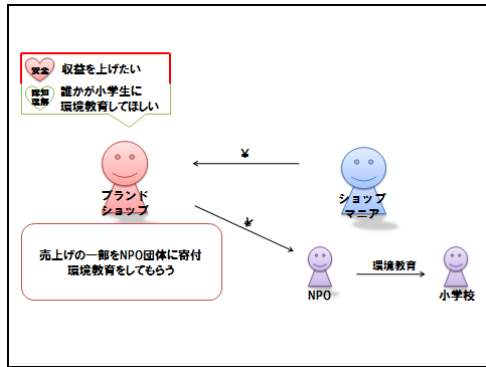 安全 収益を上げたい
認知
理解
誰かが小学生に
環境教育してほしい
¥
ブランド
ショップ
ショップ
マニア
¥
売上げの一部をNPO団体に寄付
環境教育をしてもらう
環境教育
NPO
小学校